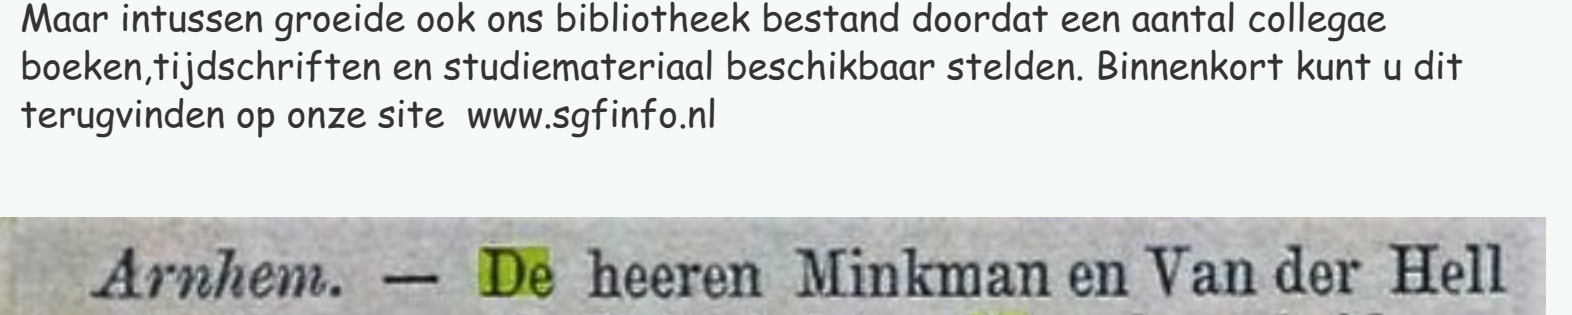 Maar intussen groeide ook ons bibliotheek bestand doordat een aantal collegae
boeken,tijdschriften en studiemateriaal beschikbaar stelden. Binnenkort kunt u dit
terugvinden op onze site  www.sgfinfo.nl
Arnhem. — De heeren Minkman en Van der Hell